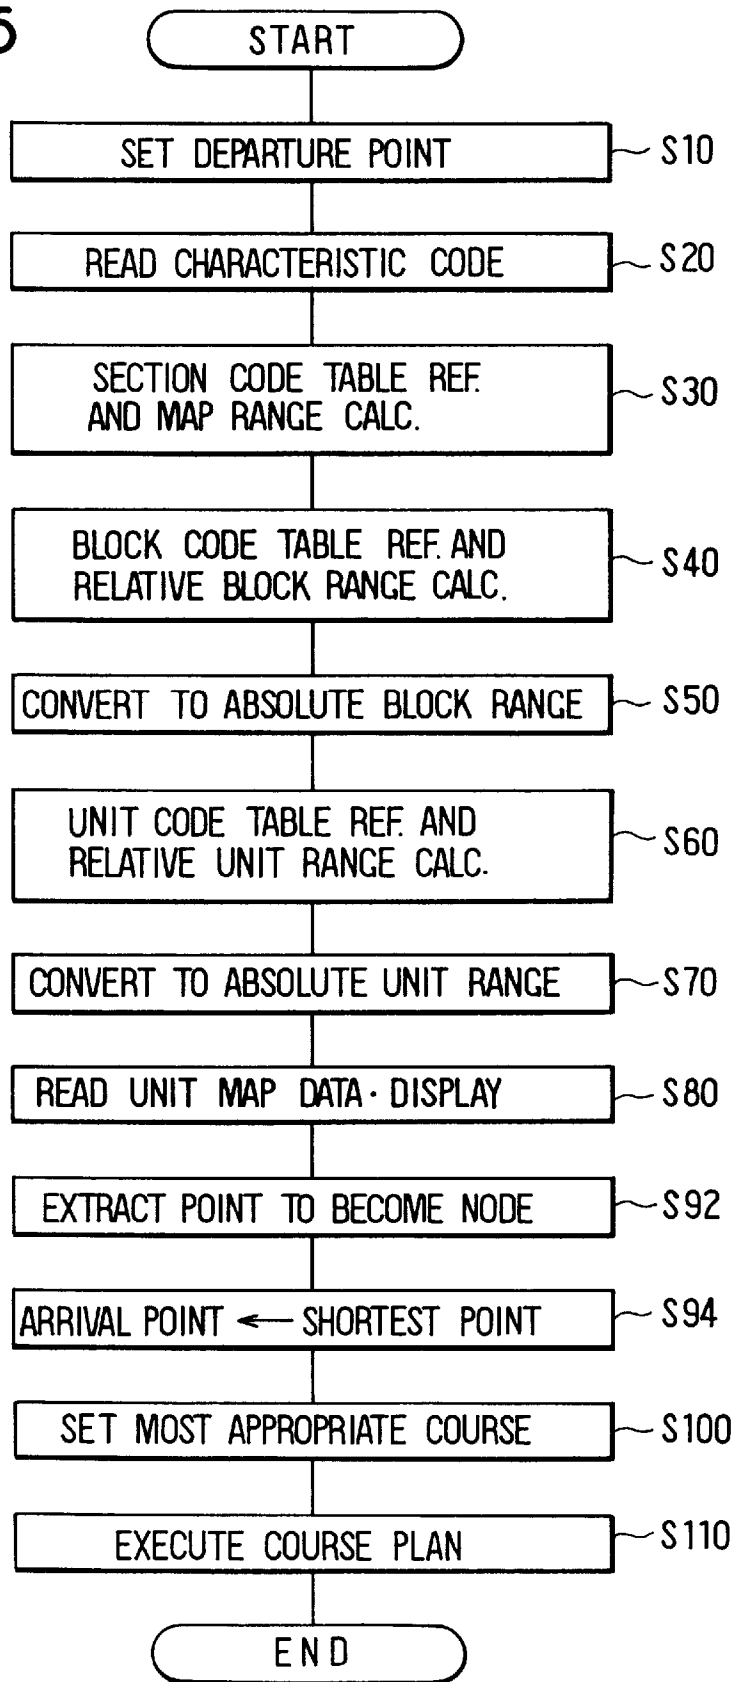 5
START
SET DEPARTURE POINT S10
READ CHARACTERISTIC CODE S20
SECTION CODE TABLE REF.
AND MAP RANGE CALC.
S30
BLOCK CODE TABLE REF. AND
RELATIVE BLOCK RANGE CALC.
S40
CONVERT TO ABSOLUTE BLOCK RANGE S50
UNIT CODE TABLE REF. AND
RELATIVE UNIT RANGE CALC.
S60
CONVERT TO ABSOLUTE UNIT RANGE S70
READ UNIT MAP DATA · DISPLAY S80
EXTRACT POINT TO BECOME NODE S92
ARRIVAL POINT ← SHORTEST POINT S94
SET MOST APPROPRIATE COURSE S100
EXECUTE COURSE PLAN S110
END